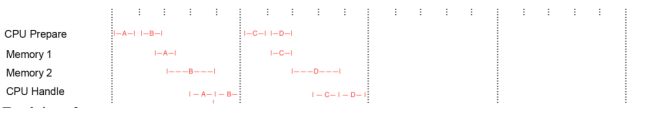 CPU Prepare |—A—| |—B—| |—C—| |—D—|
Memory 1 |—A—| |—C—|
Memory 2 |———B———| |———D———|
CPU Handle |—A—|—B— |—C—|—D—|